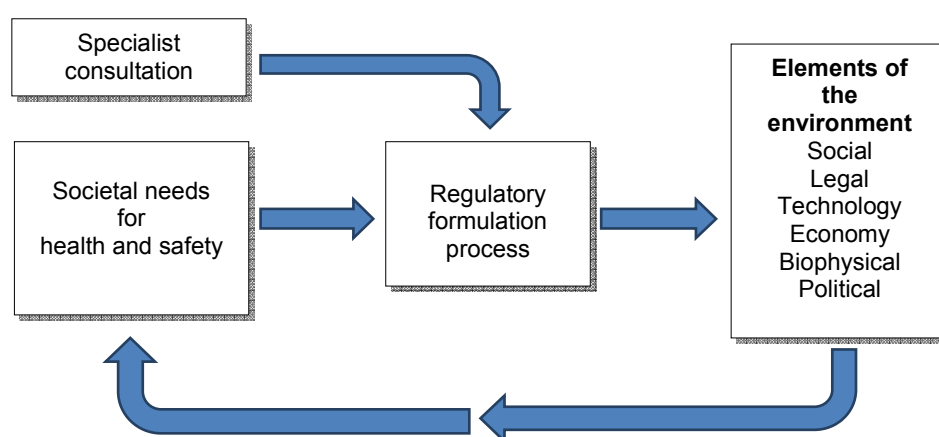 Specialist
consultation
Societal needs
for
health and safety
Regulatory
formulation
process
Elements of
the
environment
Social
Legal
Technology
Economy
Biophysical
Political